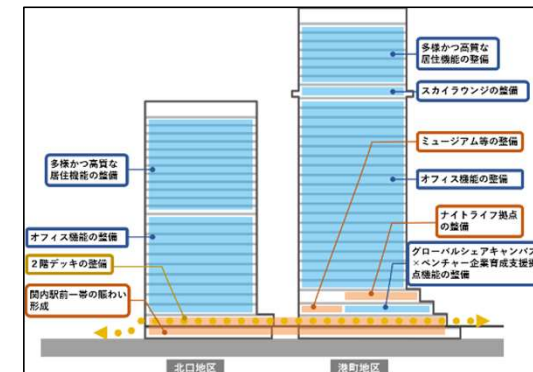 多様かつ高質な
居住機能の整備
スカイラウンジの整備
ミュージアム等の整備
多様かつ高質な
居住機能の整備
オフィス機能の整備
ナイトライフ拠点
の整備
オフィス機能の整備
グローバルシェアキャンパス
×ベンチャー企業育成支援拠
点機能の整備
2階デッキの整備
関内駅前一帯の賑わい
形成
北口地区
港町地区